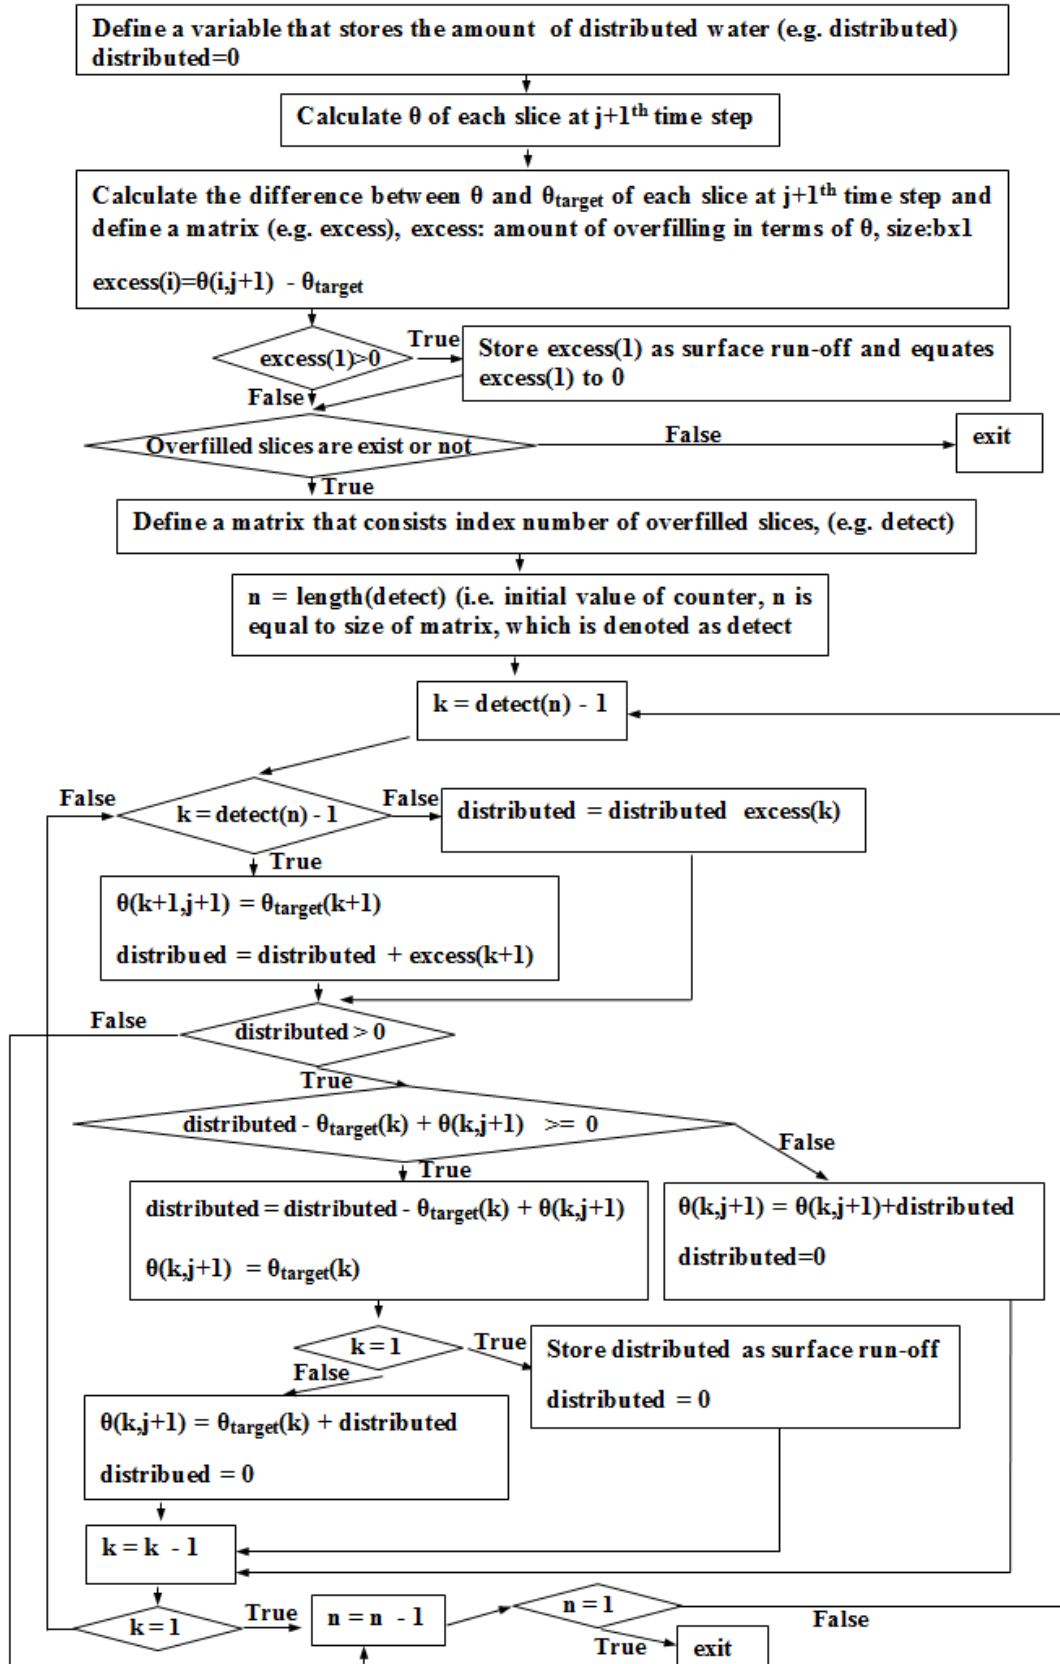 Define a variable that stores the amount of distributed water (e.g. distributed)
distributed=0
Calculate θ of each slice at j+1th time step
Calculate the difference between θ and θtarget of each slice at j+1th time step and
define a matrix (e.g. excess), excess: amount of overfilling in terms of θ, size:bx1
excess(i)=θ(i,j+1) - θtarget
excess(1)>0
True
Store excess(1) as surface run-off and equates
excess(1) to 0
False
Overfilled slices are exist or not
False
exit
True
Define a matrix that consists index number of overfilled slices, (e.g. detect)
n = length(detect) (i.e. initial value of counter, n is
equal to size of matrix, which is denoted as detect
k = detect(n) - 1
False
k = detect(n) - 1
False
distributed = distributed excess(k)
True
θ(k+1,j+1) = θtarget(k+1)
distribued = distributed + excess(k+1)
False
distributed > 0
True
distributed - θtarget(k) + θ(k,j+1) >= 0
False
True
distributed = distributed - θtarget(k) + θ(k,j+1)
θ(k,j+1) = θtarget(k)
θ(k,j+1) = θ(k,j+1)+distributed
distributed=0
k = 1
True
Store distributed as surface run-off
distributed = 0
False
θ(k,j+1) = θtarget(k) + distributed
distribued = 0
k = k - 1
k = 1
True
n = n - 1
n = 1
False
True
exit